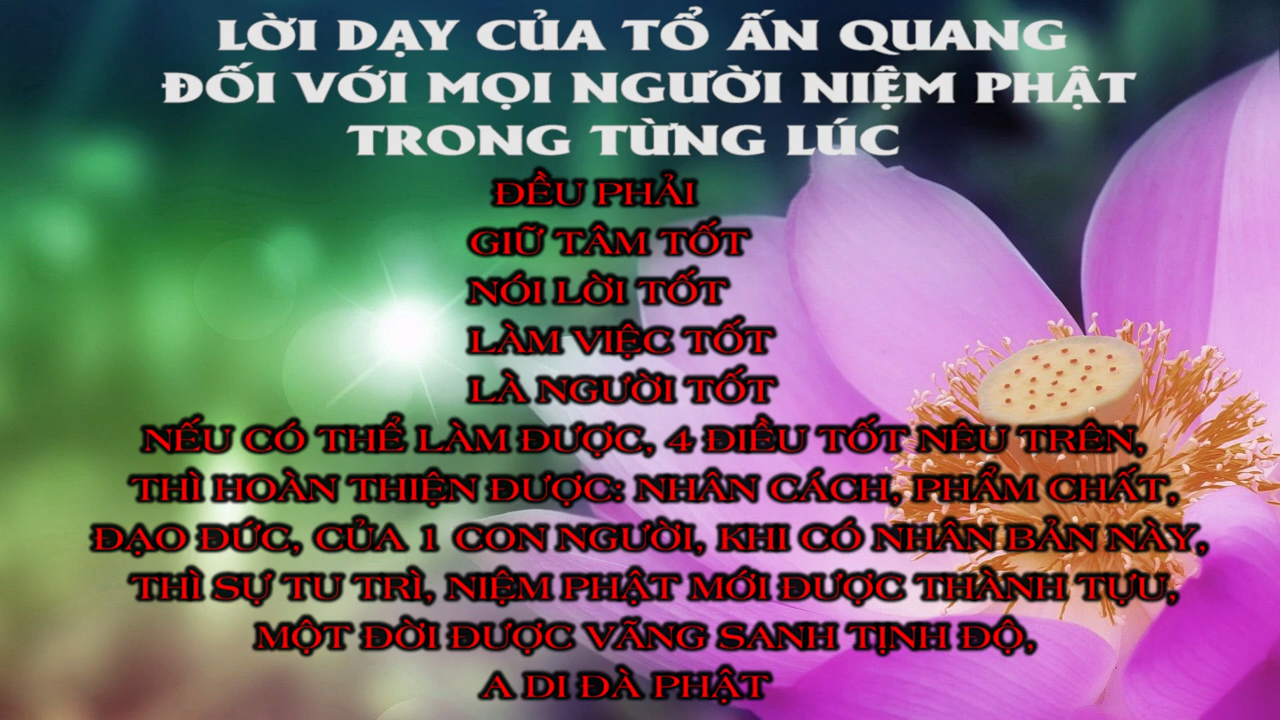 LỜI DẠY CỦA TỔ ẤN QUANG
ĐỐI VỚI MỌI NGƯỜI NIỆM PHẬT
TRONG TỪNG LÚC
ĐỀU PHẢI
GIỮ TÂM TỐT
NÓI LỜI TỐT
LÀM VIỆC TỐT
LÀ NGƯỜI TỐT
NẾU CÓ THỂ LÀM ĐƯỢC, 4 ĐIỀU TỐT NÊU TRÊN,
THÌ HOÀN THIỆN ĐƯỢC: NHÂN CÁCH, PHẨM CHẤT,
ĐẠO ĐỨC, CỦA 1 CON NGƯỜI, KHI CÓ NHÂN BẢN NÀY,
THÌ SỰ TU TRÌ, NIỆM PHẬT MỚI ĐƯỢC THÀNH TỰU,
MỘT ĐỜI ĐƯỢC VÃNG SANH TỊNH ĐỘ,
A DI ĐÀ PHẬT